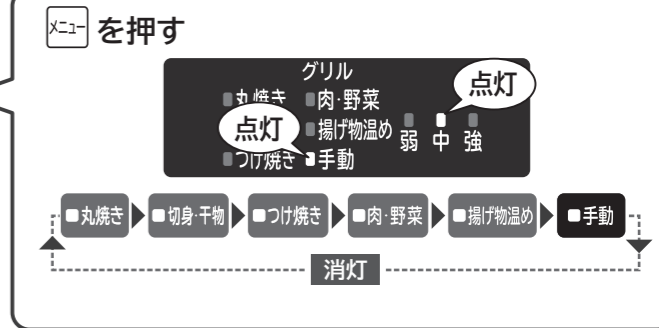 メニュー を押す
グリル
丸焼き 肉・野菜
点灯
点灯 揚げ物温め 弱 中 強
つけ焼き 手動
丸焼き 切身・干物 つけ焼き 肉・野菜 揚げ物温め 手動
消灯